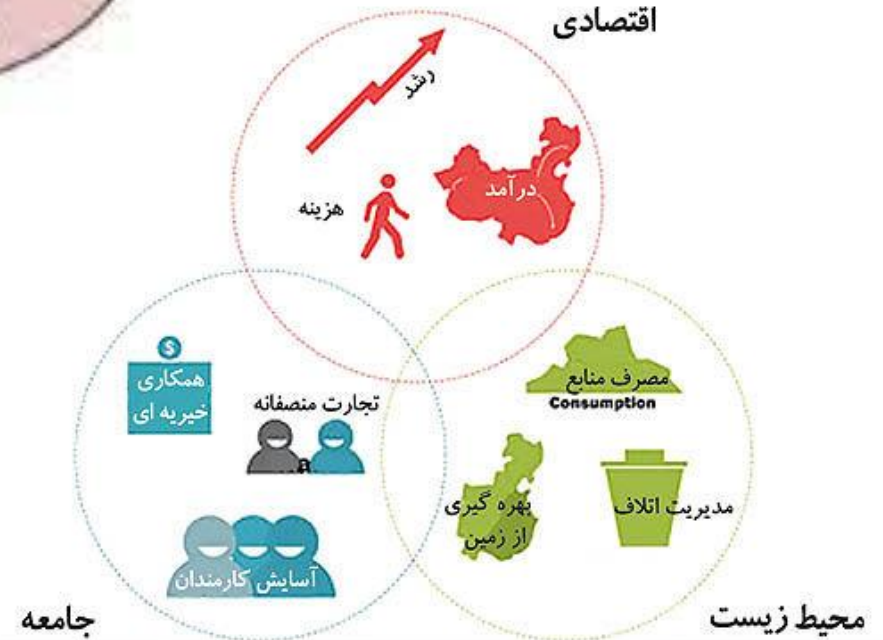 اقتصادی
رشد
درآمد
هزینه
همکاری
خیریه ای
تجارت منصفانه
a
آسایش کارمندان
جامعه
مصرف منابع
Consumption
بهره گیری
از زمین
مدیریت اتلاف
محیط زیست
$